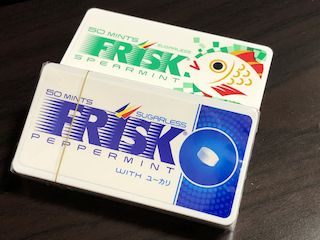 50 MINTS SUGARLESS
FRISK
SPEARMINT
50 MINTS SUGARLESS
FRISK®
PEPPERMINT
WITH ユーカリ